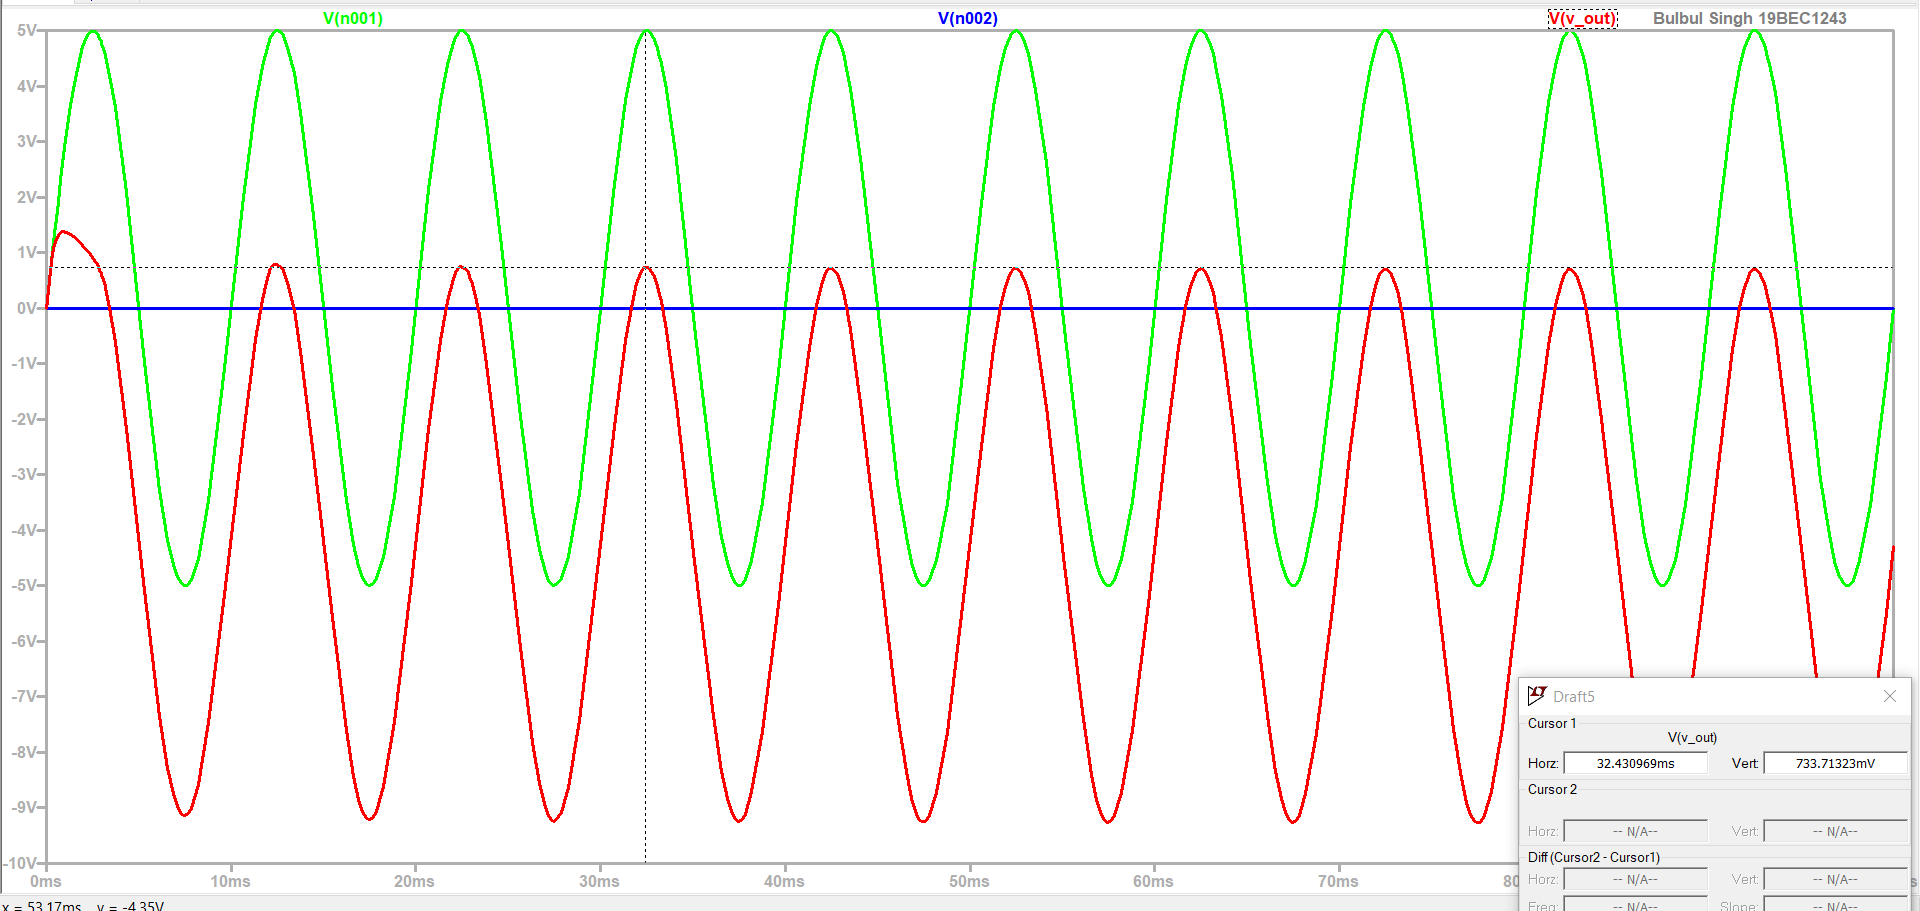 V(n001) V(n002) V(v_out) Bulbul Singh 19BEC1243
5V
4V
3V
2V
1V
0V
-1V
-2V
-3V
-4V
-5V
-6V
-7V
-8V
-9V
-10V
0ms 10ms 20ms 30ms 40ms 50ms 60ms 70ms
Draft5
Cursor 1
V(v_out)
Horz: 32.430969ms Vert: 733.71323mV
Cursor 2
Horz: -- N/A-- Vert: -- N/A--
Diff (Cursor2 - Cursor1)
Horz: -- N/A-- Vert: -- N/A--
Freq: -- N/A-- Slope: -- N/A--
x = 53.17ms y = -4.35V